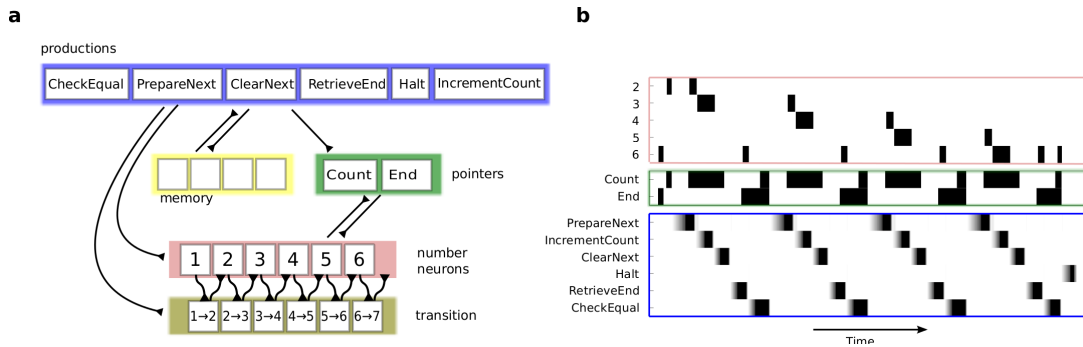 a
productions
CheckEqual PrepareNext ClearNext RetrieveEnd Halt IncrementCount
memory
Count End
pointers
1 2 3 4 5 6
number
neurons
1→2 2→3 3→4 4→5 5→6 6→7
transition
b
2
3
4
5
6
Count
End
PrepareNext
IncrementCount
ClearNext
Halt
RetrieveEnd
CheckEqual
Time